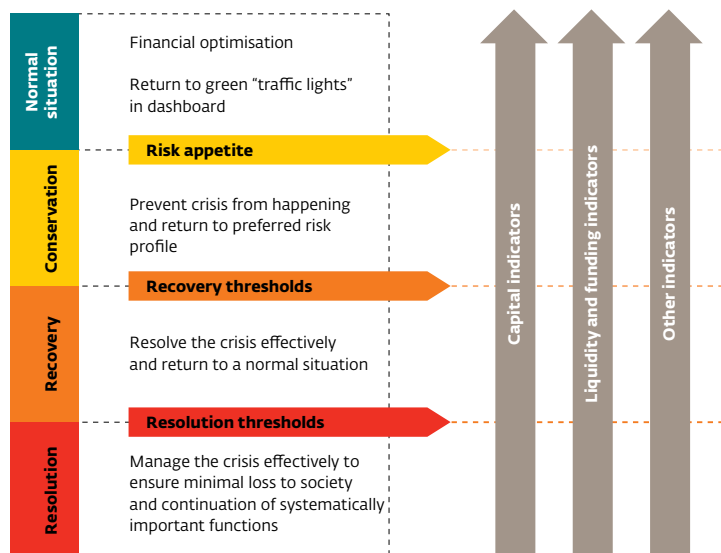 Normal
situation
Financial optimisation
Return to green “traffic lights”
in dashboard
Risk appetite
Conservation
Prevent crisis from happening
and return to preferred risk
profile
Recovery thresholds
Recovery
Resolve the crisis effectively
and return to a normal situation
Resolution thresholds
Resolution
Manage the crisis effectively to
ensure minimal loss to society
and continuation of systematically
important functions
Capital indicators
Liquidity and funding indicators
Other indicators